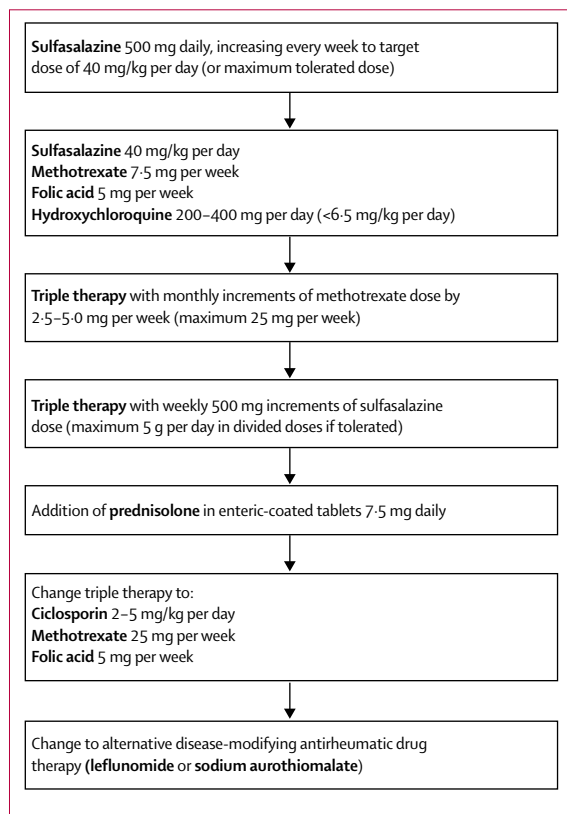 Sulfasalazine 500 mg daily, increasing every week to target
dose of 40 mg/kg per day (or maximum tolerated dose)
Sulfasalazine 40 mg/kg per day
Methotrexate 7·5 mg per week
Folic acid 5 mg per week
Hydroxychloroquine 200–400 mg per day (<6·5 mg/kg per day)
Triple therapy with monthly increments of methotrexate dose by
2·5–5·0 mg per week (maximum 25 mg per week)
Triple therapy with weekly 500 mg increments of sulfasalazine
dose (maximum 5 g per day in divided doses if tolerated)
Addition of prednisolone in enteric-coated tablets 7·5 mg daily
Change triple therapy to:
Ciclosporin 2–5 mg/kg per day
Methotrexate 25 mg per week
Folic acid 5 mg per week
Change to alternative disease-modifying antirheumatic drug
therapy (leflunomide or sodium aurothiomalate)